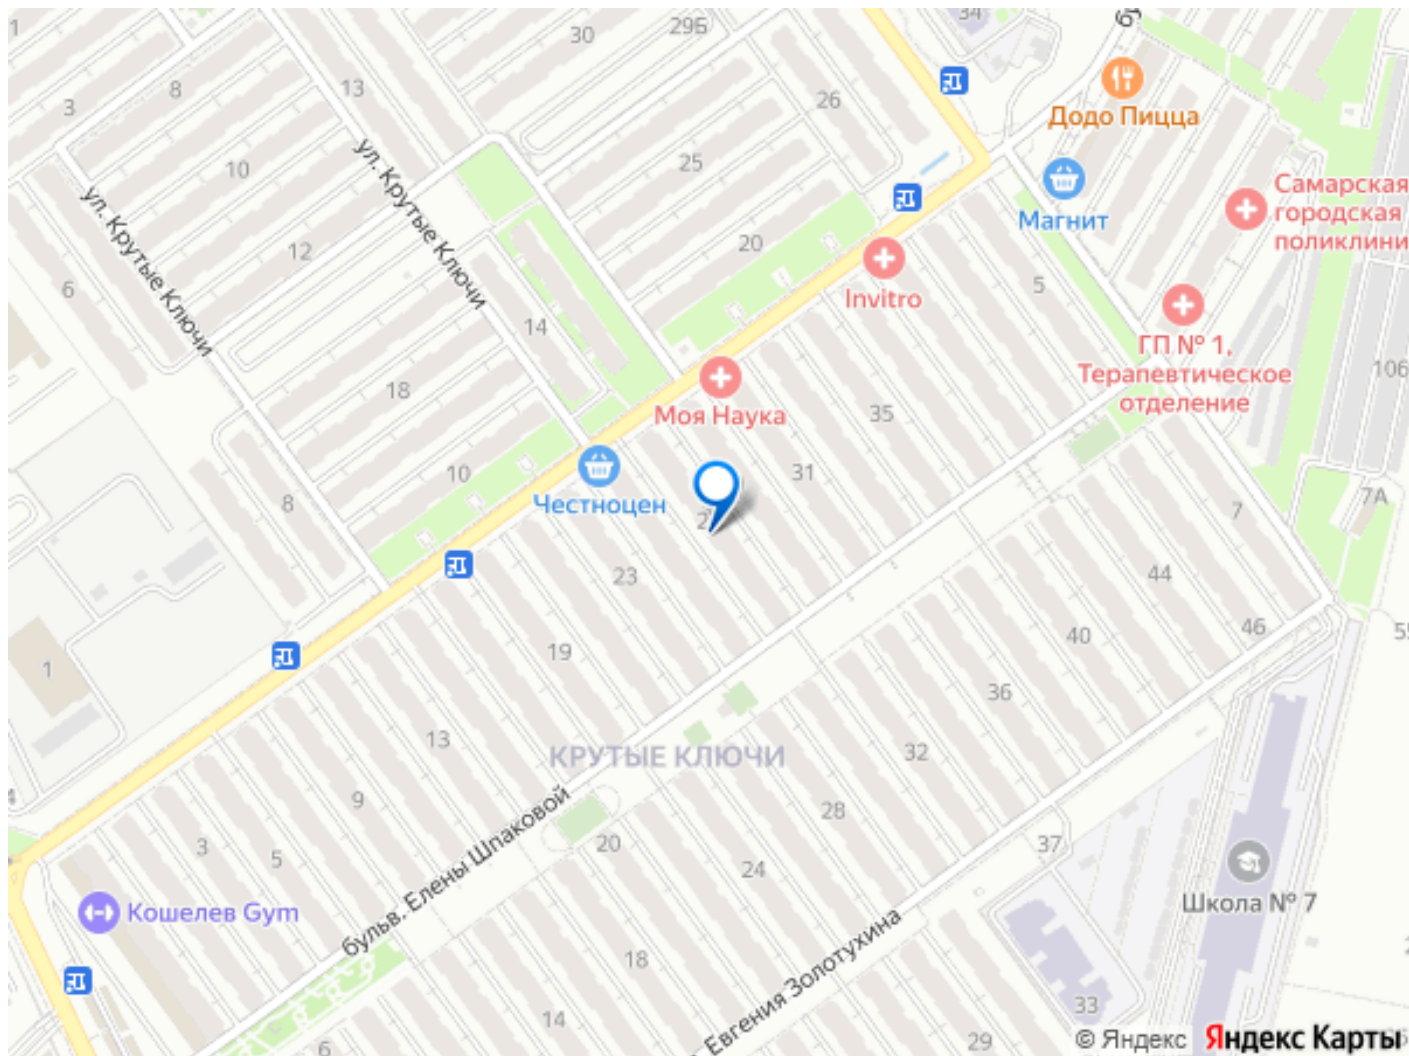 34
30
29Б
1
13
8
3
26
Додо Пицца
25
ул. Крутые Ключи
10
Самарская
городская
поликлини
Магнит
ул. Крутые Ключи
12
20
6
5
Invitro
14
ГП № 1,
Терапевтическое
отделение
106
18
Моя Наука
35
31
10
Честноцен
8
7А
7
23
44
46
40
19
1
36
13
КРУТЫЕ КЛЮЧИ
32
9
28
бульв. Елены Шпаковой
3
5
20
24
37
Школа № 7
Кошелев Gym
18
Евгения Золотухина
14
33
29
6
© Яндекс Яндекс Карты